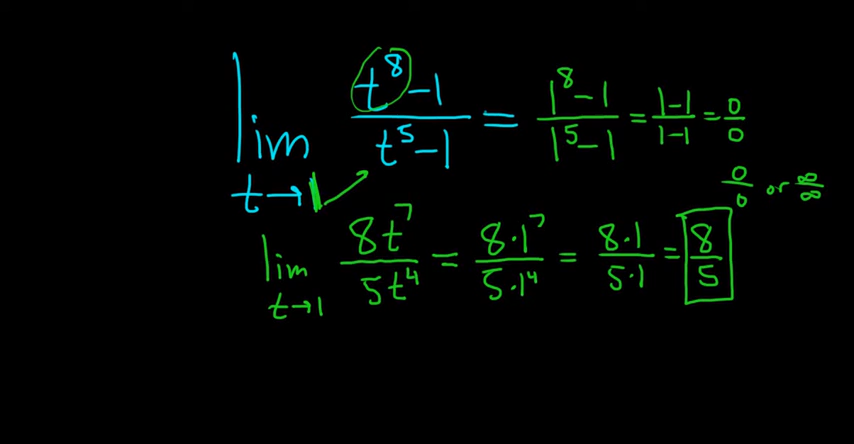 lim t→1 (t^8 − 1)/(t^5 − 1) = (1^8 − 1)/(1^5 − 1) = (1 − 1)/(1 − 1) = 0/0
0/0 or ∞/∞
lim t→1 8t^7/5t^4 = 8·1^7/5·1^4 = 8·1/5·1 = 8/5